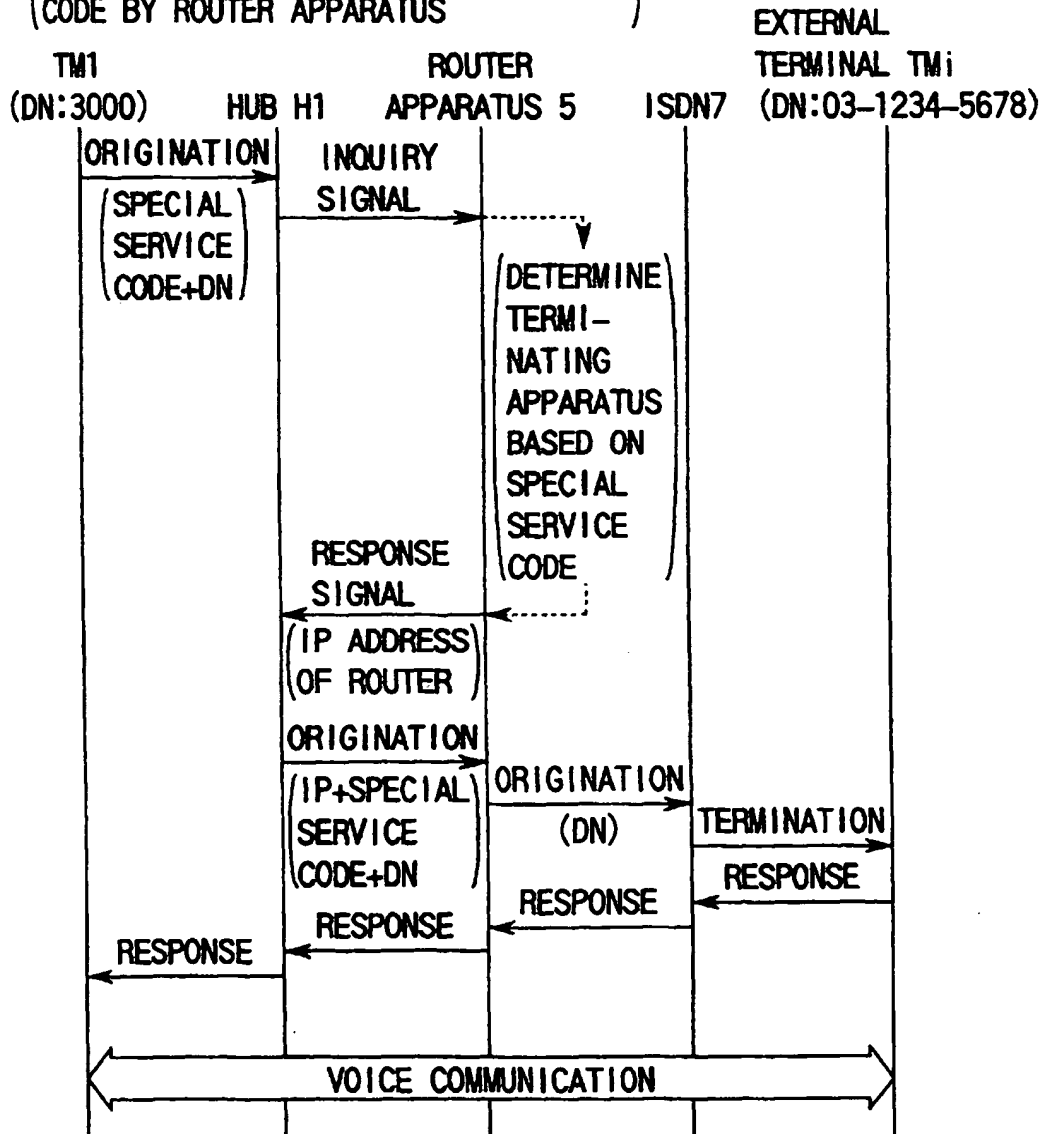 (CODE BY ROUTER APPARATUS )
EXTERNAL
TM1 ROUTER TERMINAL TMi
(DN:3000) HUB H1 APPARATUS 5 ISDN7 (DN:03-1234-5678)
ORIGINATION
(SPECIAL
SERVICE
CODE+DN)
INQUIRY
SIGNAL
(DETERMINE
TERMI-
NATING
APPARATUS
BASED ON
SPECIAL
SERVICE
CODE )
RESPONSE
SIGNAL
(IP ADDRESS
OF ROUTER )
ORIGINATION
(IP+SPECIAL
SERVICE
CODE+DN )
ORIGINATION
(DN)
TERMINATION
RESPONSE
RESPONSE
RESPONSE
RESPONSE
VOICE COMMUNICATION